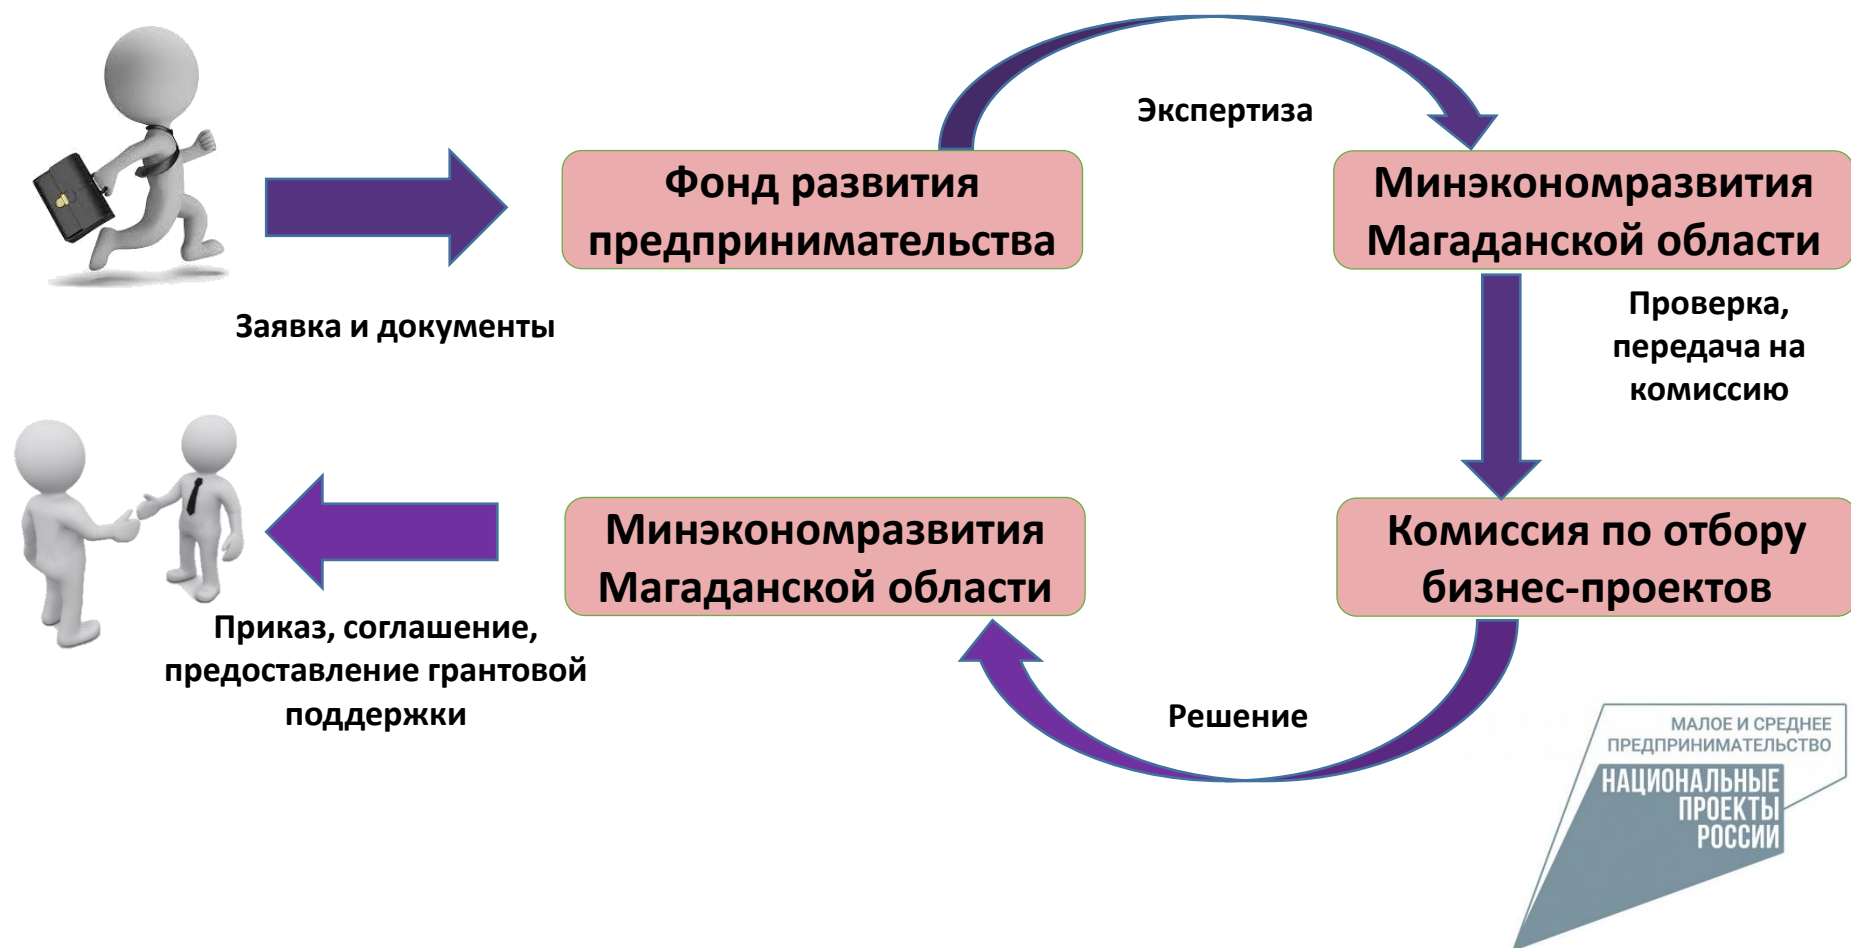 Экспертиза
Фонд развития
предпринимательства
Минэкономразвития
Магаданской области
Заявка и документы
Проверка,
передача на
комиссию
Минэкономразвития
Магаданской области
Комиссия по отбору
бизнес-проектов
Приказ, соглашение,
предоставление грантовой
поддержки
Решение
МАЛОЕ И СРЕДНЕЕ
ПРЕДПРИНИМАТЕЛЬСТВО
НАЦИОНАЛЬНЫЕ
ПРОЕКТЫ
РОССИИ